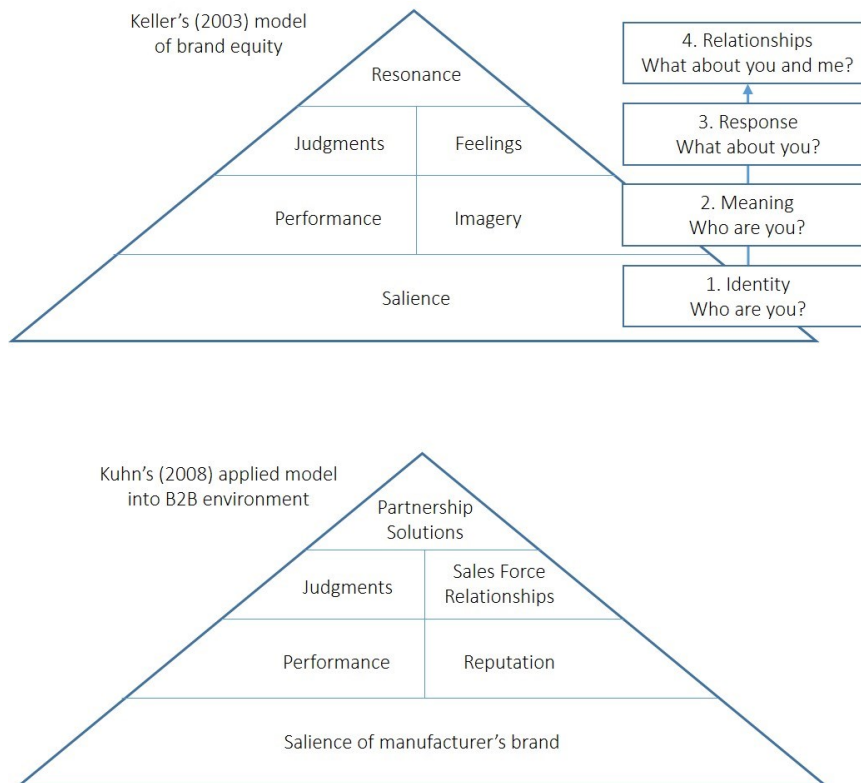 Keller’s (2003) model
of brand equity
Resonance
Judgments
Feelings
Performance
Imagery
Salience
4. Relationships
What about you and me?
3. Response
What about you?
2. Meaning
Who are you?
1. Identity
Who are you?
Kuhn’s (2008) applied model
into B2B environment
Partnership
Solutions
Judgments
Sales Force
Relationships
Performance
Reputation
Salience of manufacturer’s brand